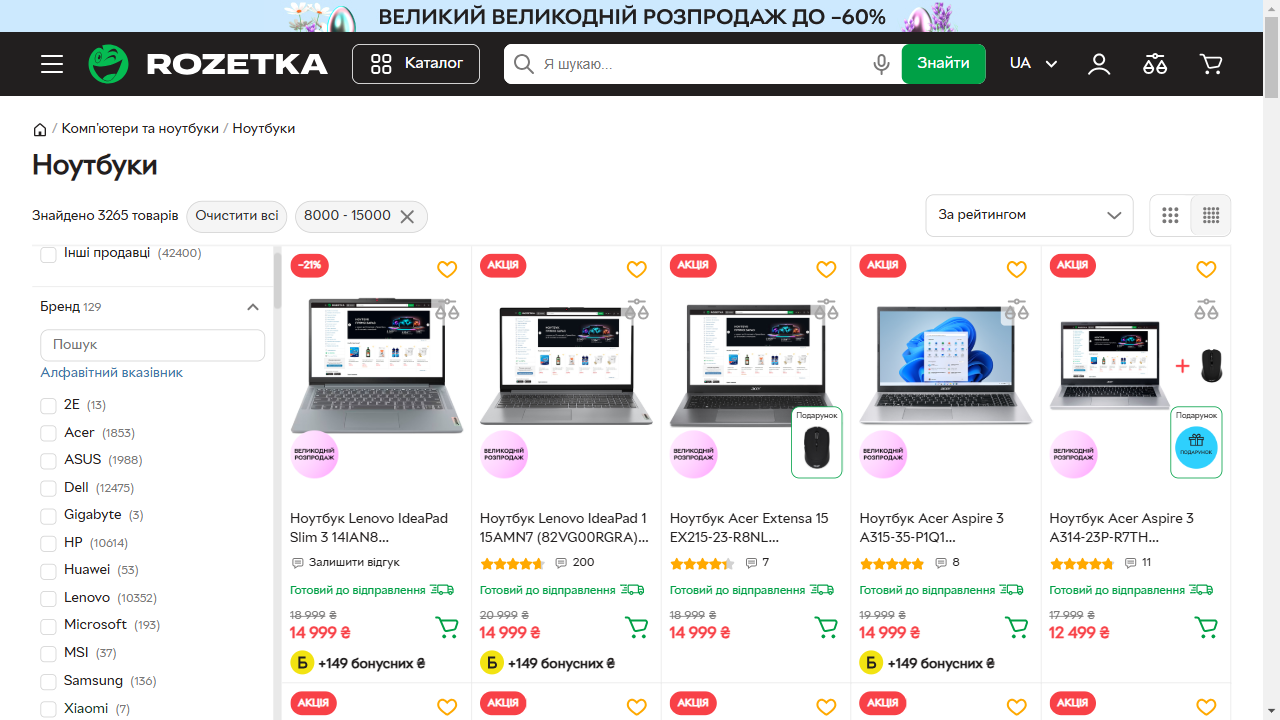 ВЕЛИКИЙ ВЕЛИКОДНІЙ РОЗПРОДАЖ ДО −60%
ROZETKA
Каталог
Я шукаю...
Знайти
UA
/ Комп'ютери та ноутбуки / Ноутбуки
Ноутбуки
Знайдено 3265 товарів
Очистити всі
8000 - 15000
За рейтингом
Інші продавці (42400)
Бренд 129
Пошук
Алфавітний вказівник
2E (13)
Acer (1853)
ASUS (1988)
Dell (12475)
Gigabyte (3)
HP (10614)
Huawei (53)
Lenovo (10352)
Microsoft (193)
MSI (37)
Samsung (136)
Xiaomi (7)
−21%
ВЕЛИКОДНІЙ
РОЗПРОДАЖ
Ноутбук Lenovo IdeaPad
Slim 3 14IAN8...
Залишити відгук
Готовий до відправлення
18 999 ₴
14 999 ₴
Б +149 бонусних ₴
АКЦІЯ
ВЕЛИКОДНІЙ
РОЗПРОДАЖ
Ноутбук Lenovo IdeaPad 1
15AMN7 (82VG00RGRA)...
200
Готовий до відправлення
20 999 ₴
14 999 ₴
Б +149 бонусних ₴
АКЦІЯ
Подарунок
ВЕЛИКОДНІЙ
РОЗПРОДАЖ
Ноутбук Acer Extensa 15
EX215-23-R8NL...
7
Готовий до відправлення
18 999 ₴
14 999 ₴
АКЦІЯ
ВЕЛИКОДНІЙ
РОЗПРОДАЖ
Ноутбук Acer Aspire 3
A315-35-P1Q1...
8
Готовий до відправлення
19 999 ₴
14 999 ₴
Б +149 бонусних ₴
АКЦІЯ
+
Подарунок
ПОДАРУНОК
ВЕЛИКОДНІЙ
РОЗПРОДАЖ
Ноутбук Acer Aspire 3
A314-23P-R7TH...
11
Готовий до відправлення
17 999 ₴
12 499 ₴
АКЦІЯ
АКЦІЯ
АКЦІЯ
АКЦІЯ
АКЦІЯ